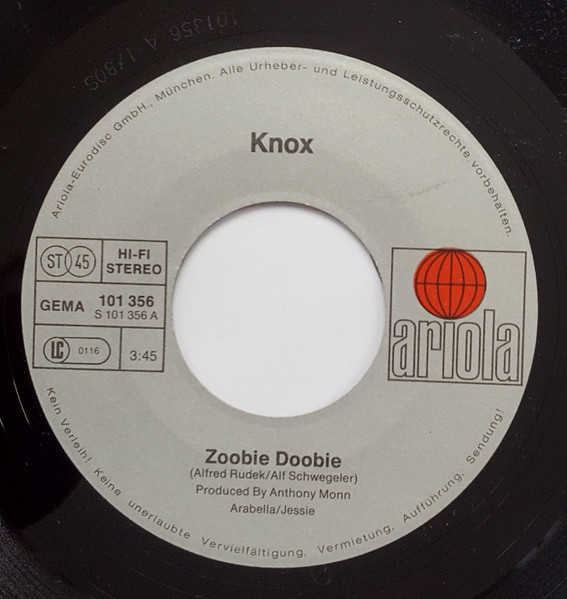 101356 A 1/80S
Ariola-Eurodisc GmbH., München. Alle Urheber- und Leistungsschutzrechte vorbehalten.
Knox
ST 45
HI-FI
STEREO
GEMA
101 356
S 101 356 A
LC 0116
3:45
ariola
Zoobie Doobie
(Alfred Rudek/Alf Schwegeler)
Produced By Anthony Monn
Arabella/Jessie
Kein Verleih! Keine unerlaubte Vervielfältigung, Vermietung, Aufführung, Sendung!